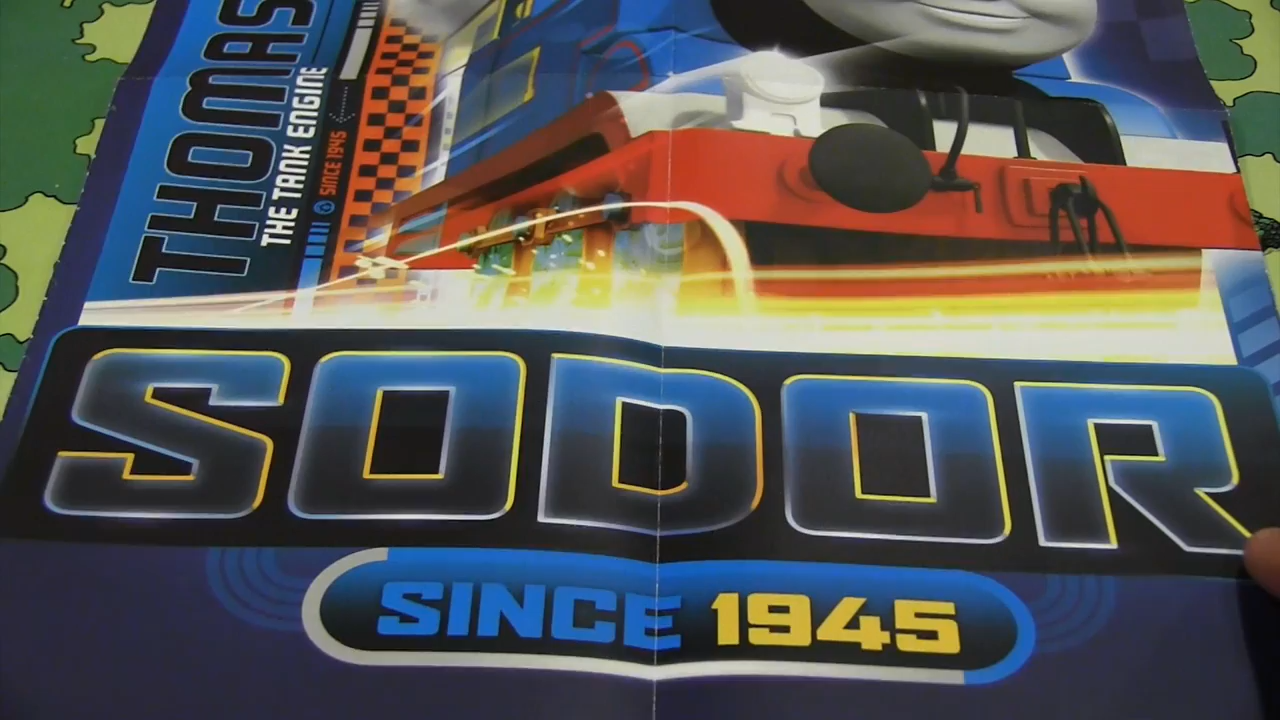 THOMAS
THE TANK ENGINE
SINCE 1945
SODOR
SINCE 1945